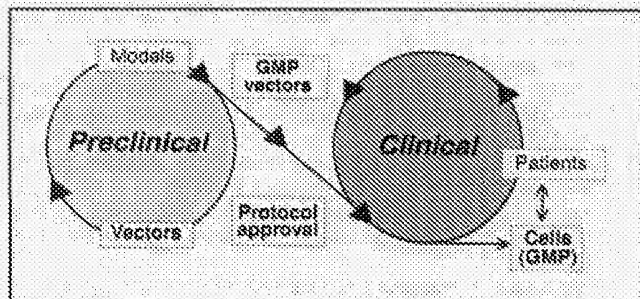 Models
GMP
vectors
Preclinical
Clinical
Patients
Vectors
Protocol
approval
Cells
(GMP)